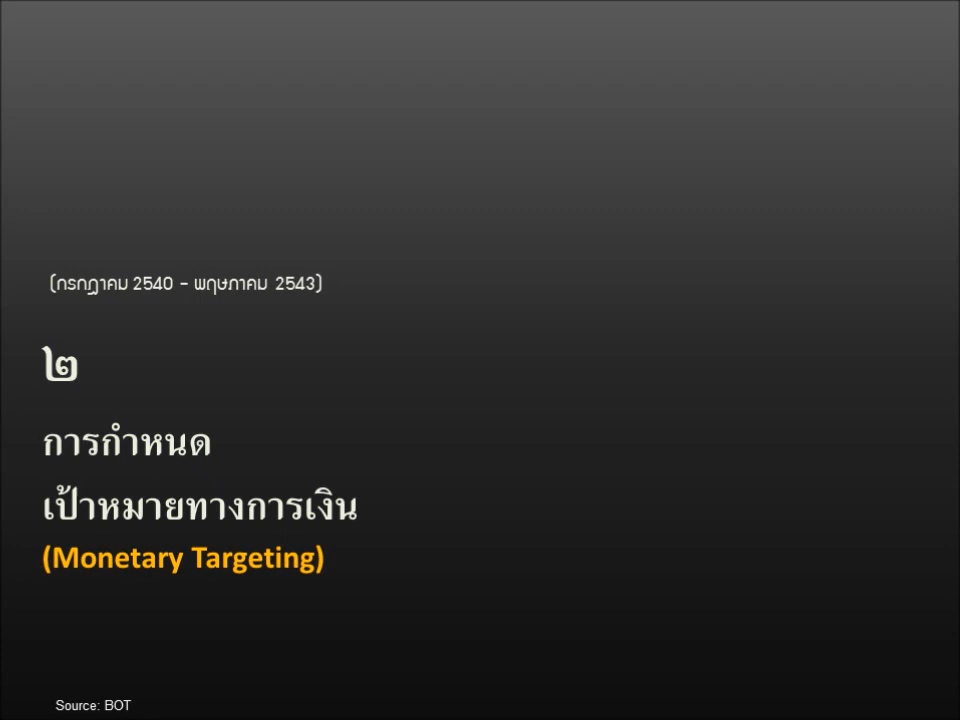 (กรกฎาคม 2540 - พฤษภาคม 2543)
๒
การกำหนด
เป้าหมายทางการเงิน
(Monetary Targeting)
Source: BOT